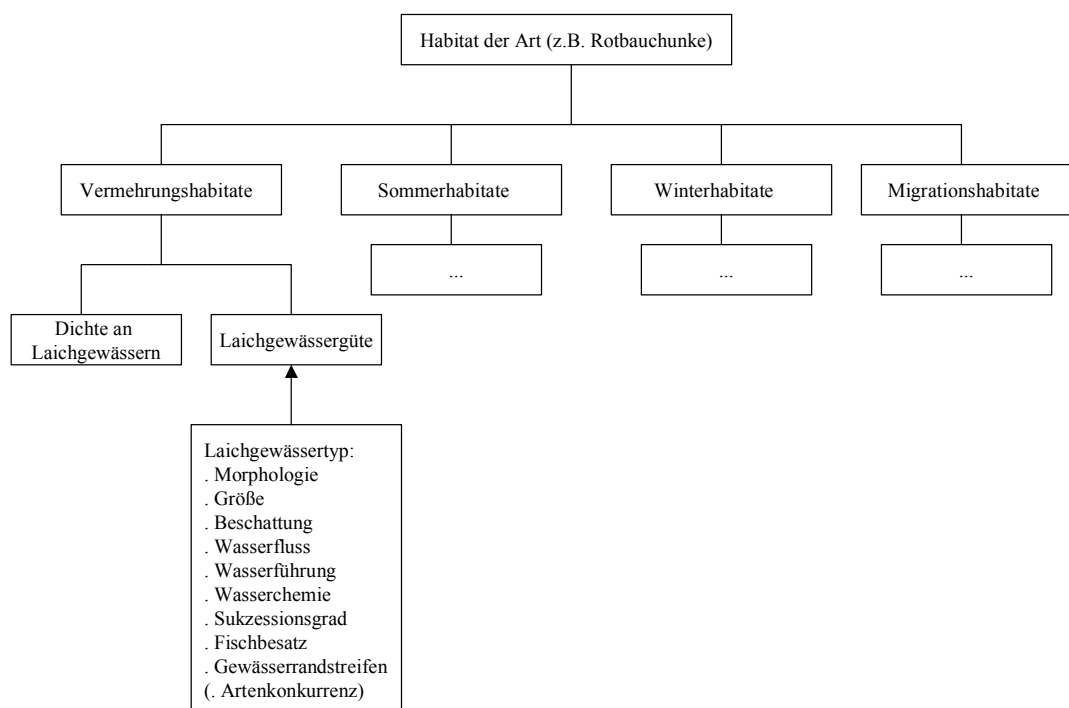 Habitat der Art (z.B. Rotbauchunke)
Vermehrungshabitate
Sommerhabitate
Winterhabitate
Migrationshabitate
...
...
...
Dichte an
Laichgewässern
Laichgewässergüte
Laichgewässertyp:
. Morphologie
. Größe
. Beschattung
. Wasserfluss
. Wasserführung
. Wasserchemie
. Sukzessionsgrad
. Fischbesatz
. Gewässerrandstreifen
(. Artenkonkurrenz)